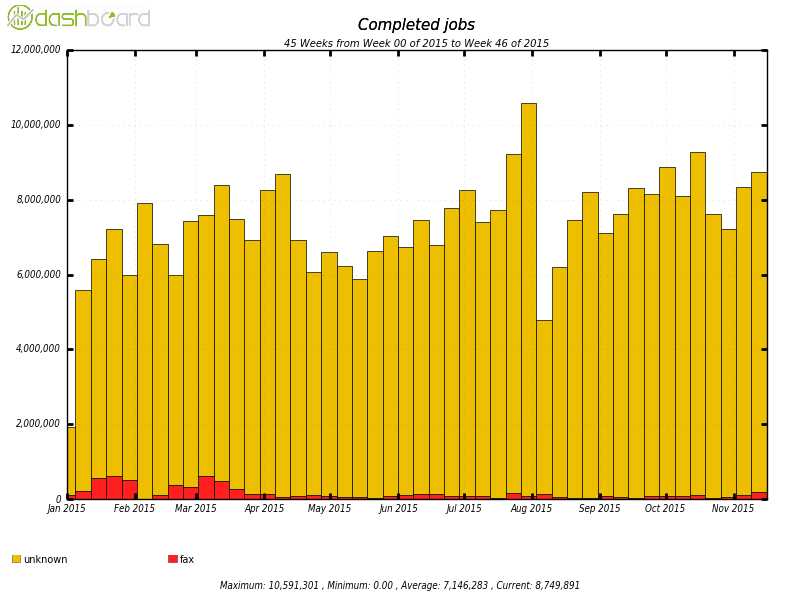 dashboard
Completed jobs
45 Weeks from Week 00 of 2015 to Week 46 of 2015
12,000,000
10,000,000
8,000,000
6,000,000
4,000,000
2,000,000
0
Jan 2015 Feb 2015 Mar 2015 Apr 2015 May 2015 Jun 2015 Jul 2015 Aug 2015 Sep 2015 Oct 2015 Nov 2015
unknown fax
Maximum: 10,591,301 , Minimum: 0.00 , Average: 7,146,283 , Current: 8,749,891